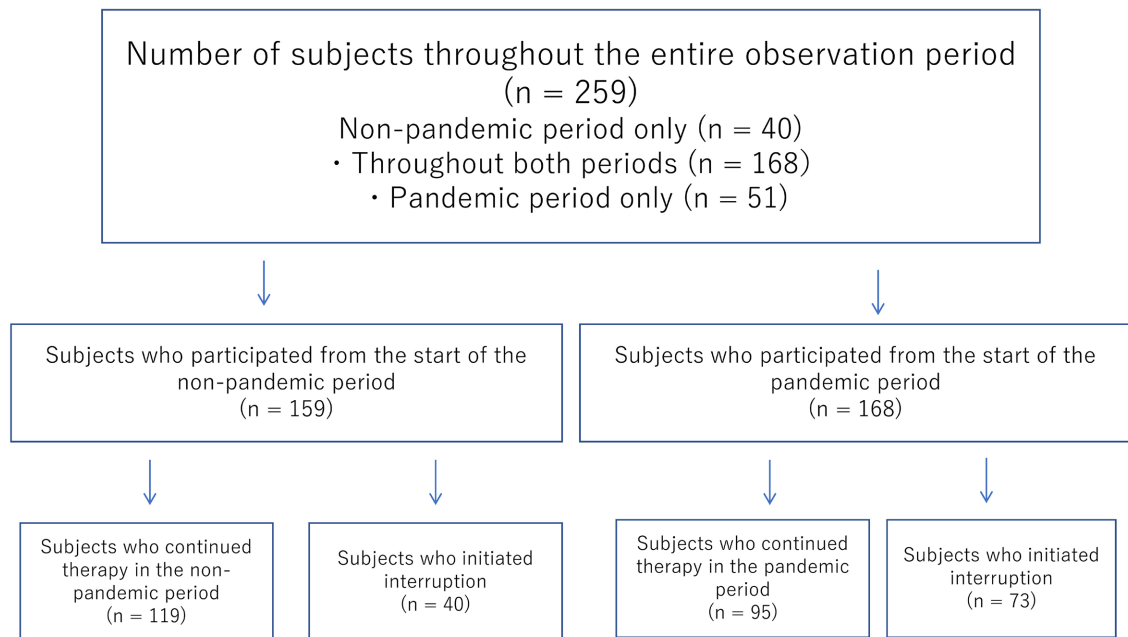 Number of subjects throughout the entire observation period
(n = 259)
Non-pandemic period only (n = 40)
・Throughout both periods (n = 168)
・Pandemic period only (n = 51)
Subjects who participated from the start of the
non-pandemic period
(n = 159)
Subjects who participated from the start of the
pandemic period
(n = 168)
Subjects who continued
therapy in the non-
pandemic period
(n = 119)
Subjects who initiated
interruption
(n = 40)
Subjects who continued
therapy in the pandemic
period
(n = 95)
Subjects who initiated
interruption
(n = 73)